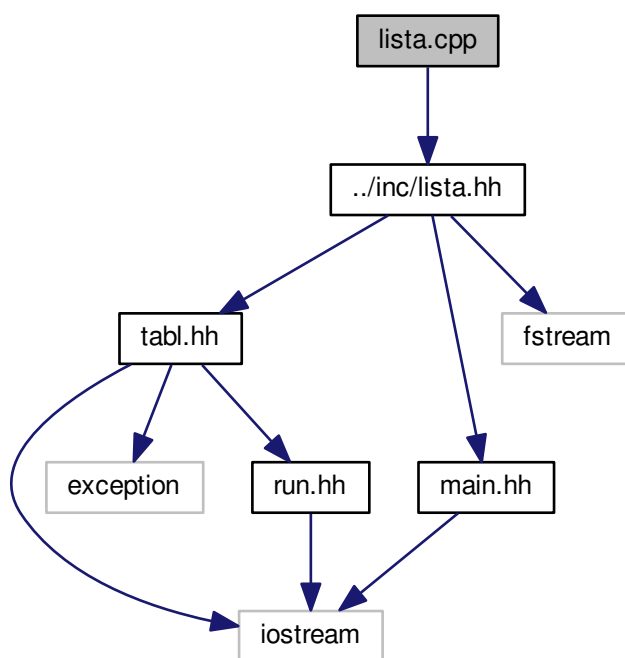 lista.cpp
../inc/lista.hh
tabl.hh
fstream
exception
run.hh
main.hh
iostream